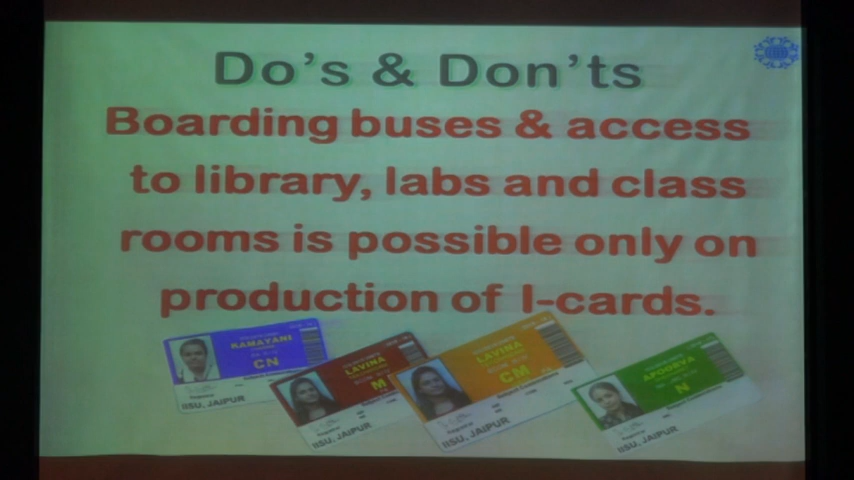 Do's & Don'ts
Boarding buses & access
to library, labs and class
rooms is possible only on
production of I-cards.
KAMAYANI
CN
IISU, JAIPUR
LAVINA
M
IISU, JAIPUR
LAVINA
CM
IISU, JAIPUR
APOORVA
N
IISU, JAIPUR